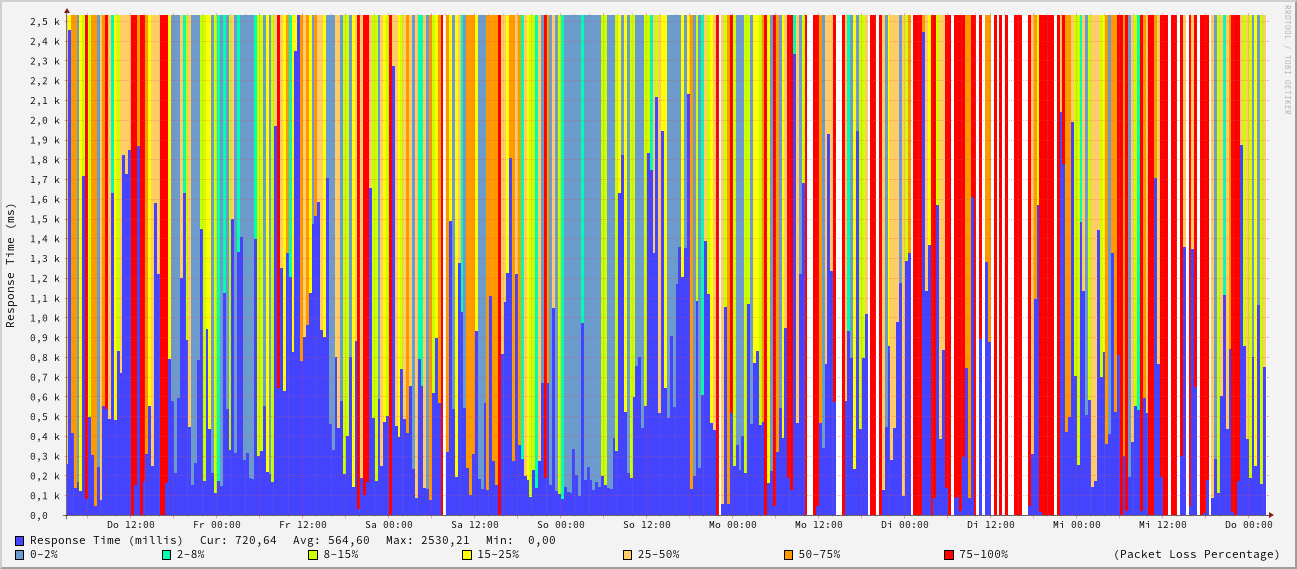 RRDTOOL / TOBI OETIKER
Response Time (ms)
2,5 k
2,4 k
2,3 k
2,2 k
2,1 k
2,0 k
1,9 k
1,8 k
1,7 k
1,6 k
1,5 k
1,4 k
1,3 k
1,2 k
1,1 k
1,0 k
0,9 k
0,8 k
0,7 k
0,6 k
0,5 k
0,4 k
0,3 k
0,2 k
0,1 k
0,0
Do 12:00 Fr 00:00 Fr 12:00 Sa 00:00 Sa 12:00 So 00:00 So 12:00 Mo 00:00 Mo 12:00 Di 00:00 Di 12:00 Mi 00:00 Mi 12:00 Do 00:00
Response Time (millis) Cur: 720,64 Avg: 564,60 Max: 2530,21 Min: 0,00
0-2% 2-8% 8-15% 15-25% 25-50% 50-75% 75-100% (Packet Loss Percentage)